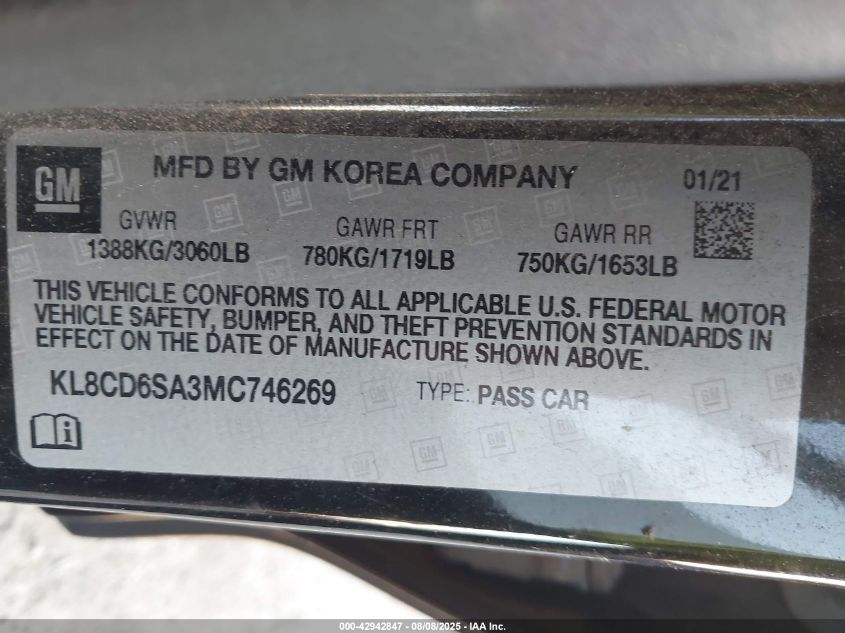 GM
MFD BY GM KOREA COMPANY 01/21
GVWR GAWR FRT GAWR RR
1388KG/3060LB 780KG/1719LB 750KG/1653LB
THIS VEHICLE CONFORMS TO ALL APPLICABLE U.S. FEDERAL MOTOR
VEHICLE SAFETY, BUMPER, AND THEFT PREVENTION STANDARDS IN
EFFECT ON THE DATE OF MANUFACTURE SHOWN ABOVE.
KL8CD6SA3MC746269 TYPE: PASS CAR
000-42942847 - 08/08/2025 - IAA Inc.